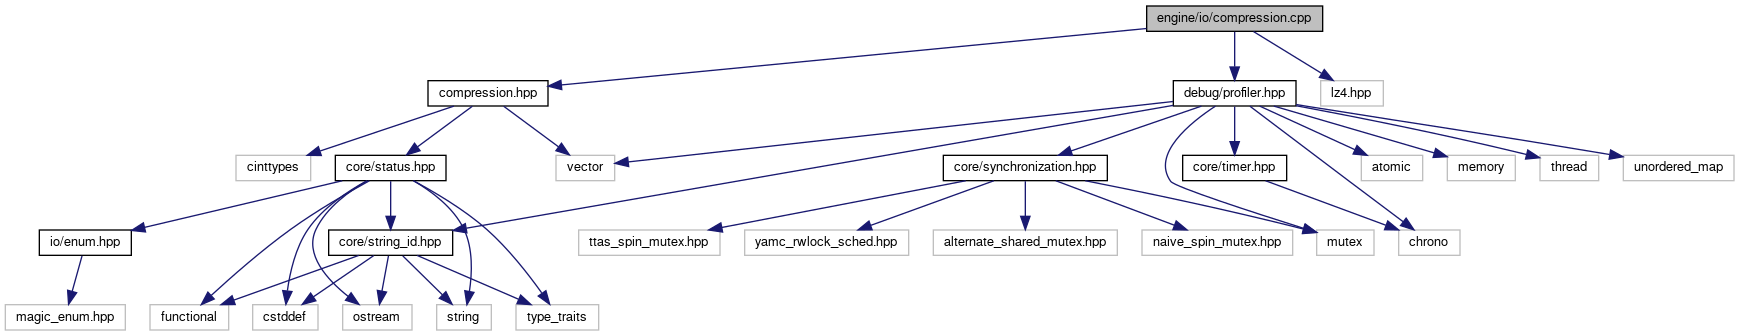 engine/io/compression.cpp
compression.hpp
debug/profiler.hpp
lz4.hpp
cinttypes
core/status.hpp
vector
core/synchronization.hpp
core/timer.hpp
atomic
memory
thread
unordered_map
io/enum.hpp
core/string_id.hpp
ttas_spin_mutex.hpp
yamc_rwlock_sched.hpp
alternate_shared_mutex.hpp
naive_spin_mutex.hpp
mutex
chrono
magic_enum.hpp
functional
cstddef
ostream
string
type_traits